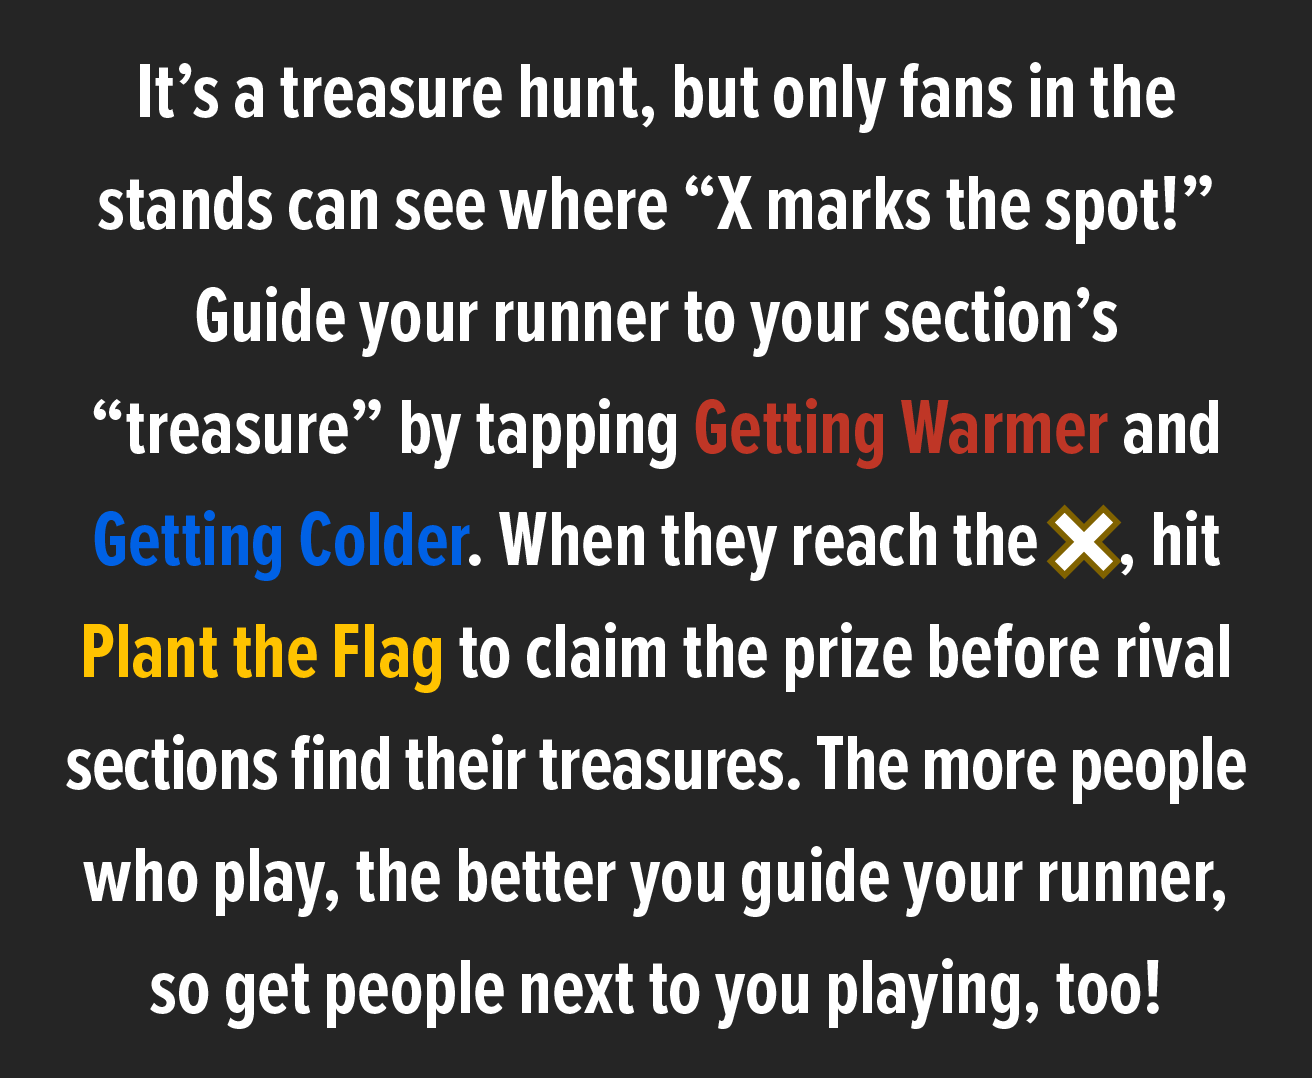 It’s a treasure hunt, but only fans in the
stands can see where “X marks the spot!”
Guide your runner to your section’s
“treasure” by tapping Getting Warmer and
Getting Colder. When they reach the ❌, hit
Plant the Flag to claim the prize before rival
sections find their treasures. The more people
who play, the better you guide your runner,
so get people next to you playing, too!